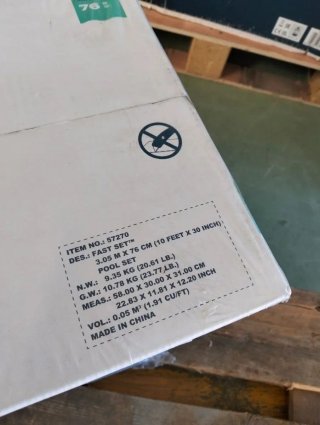 76
ITEM NO.: 57270
DES.: FAST SET™
3.05 M X 76 CM (10 FEET X 30 INCH)
POOL SET
N.W.: 9.35 KG (20.61 LB.)
G.W.: 10.78 KG (23.77 LB.)
MEAS.: 58.00 X 30.00 X 31.00 CM
22.83 X 11.81 X 12.20 INCH
VOL.: 0.05 M³ (1.91 CU/FT)
MADE IN CHINA